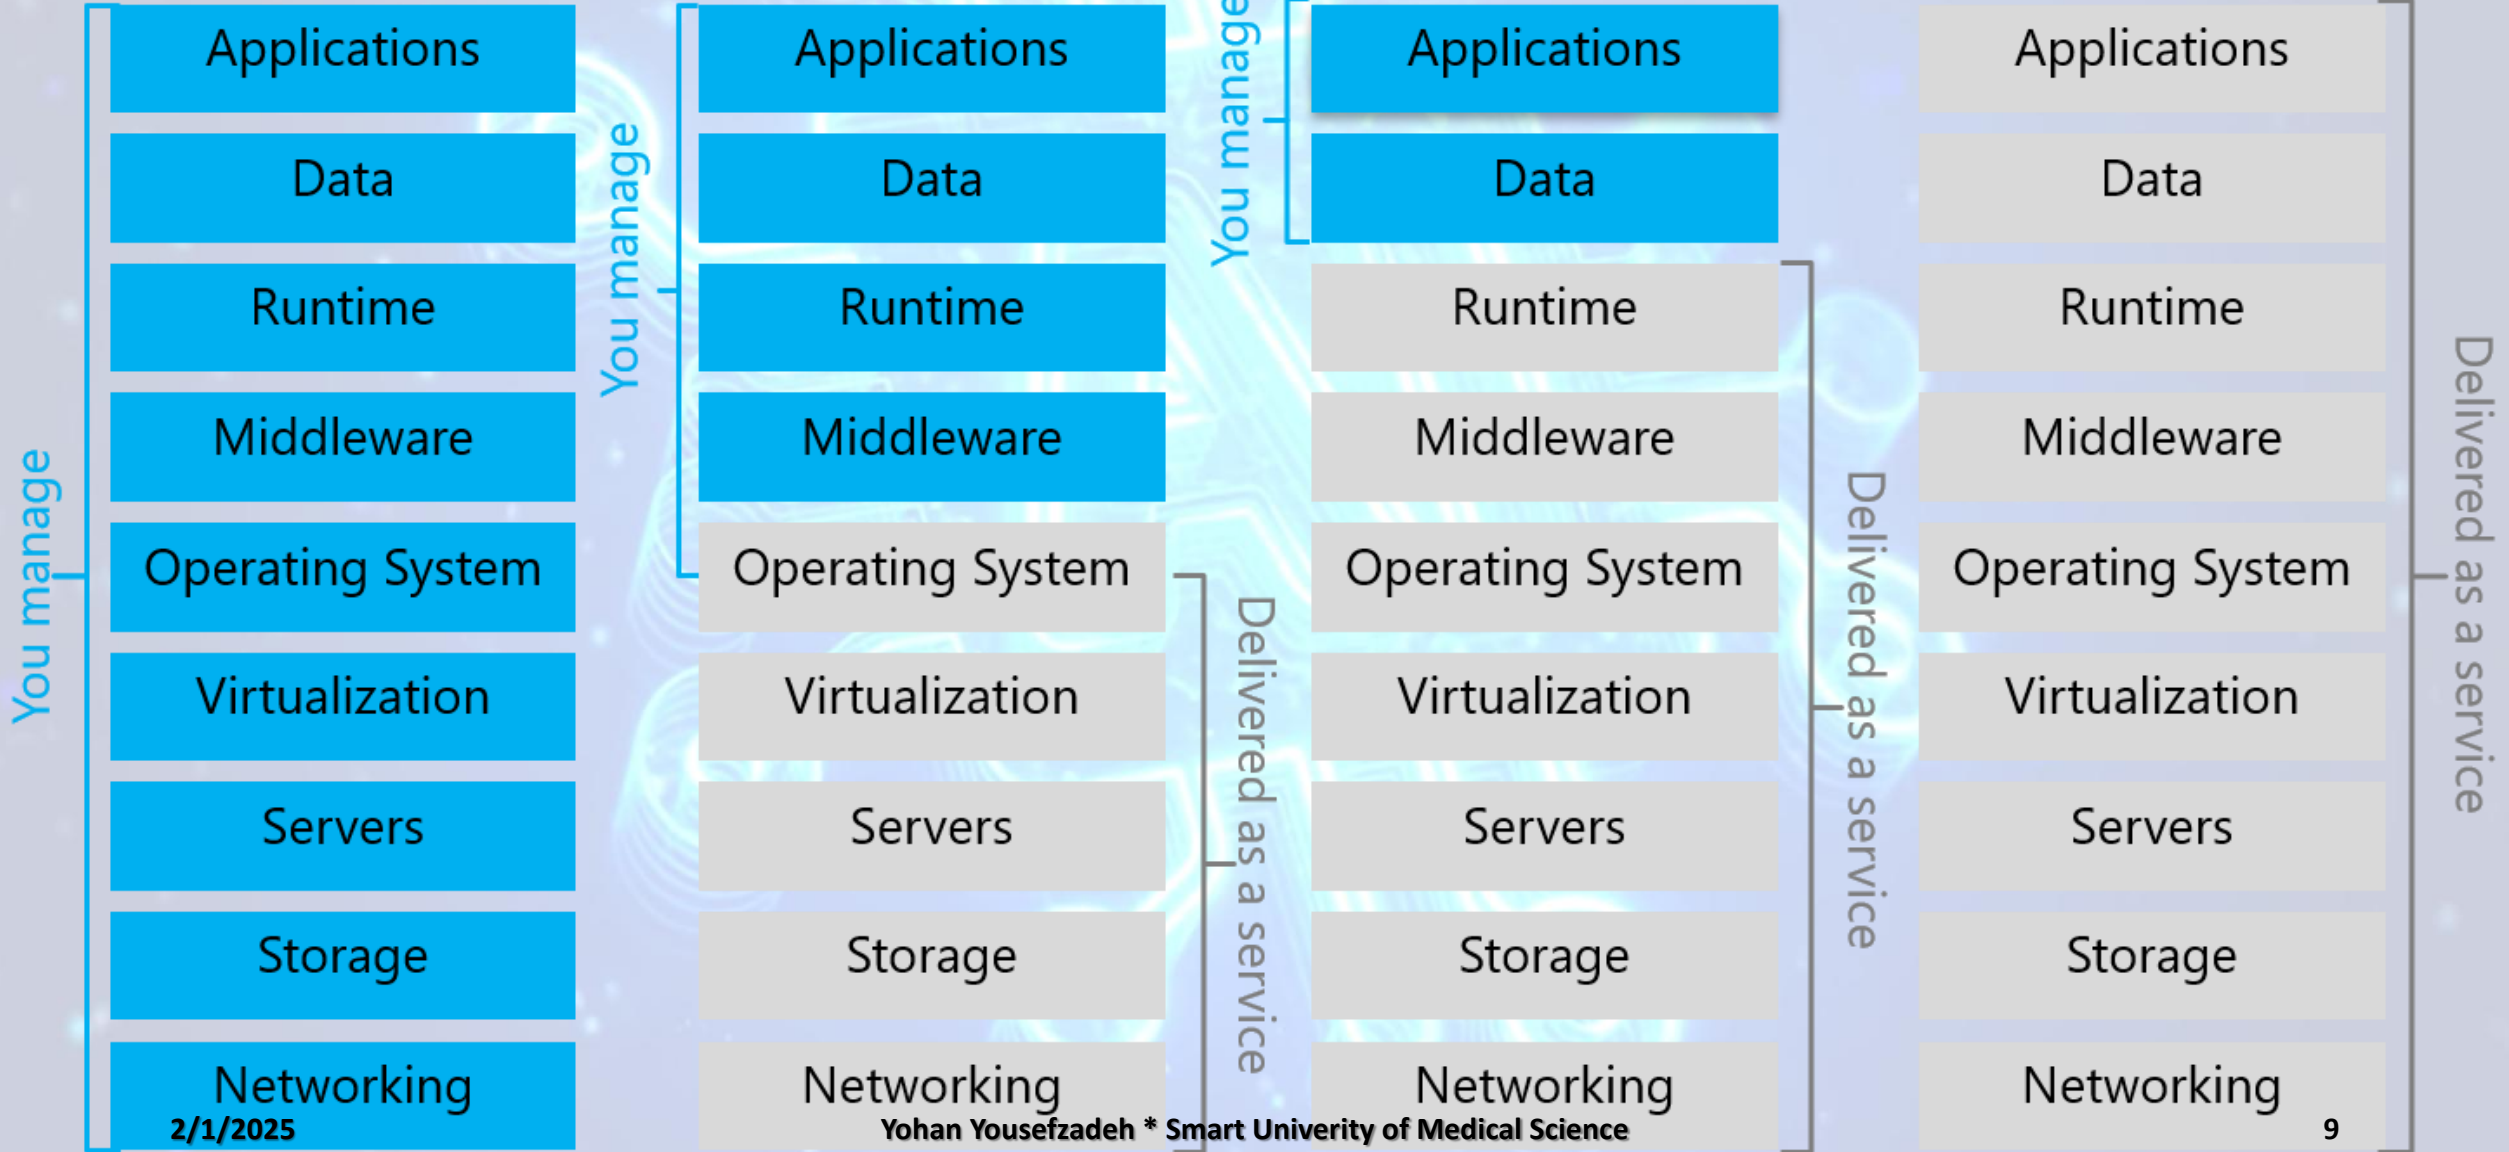 You manage
Applications
Data
Runtime
Middleware
Operating System
Virtualization
Servers
Storage
Networking
You manage
Applications
Data
Runtime
Middleware
Operating System
Virtualization
Servers
Storage
Networking
Delivered as a service
You manage
Applications
Data
Runtime
Middleware
Operating System
Virtualization
Servers
Storage
Networking
Delivered as a service
Applications
Data
Runtime
Middleware
Operating System
Virtualization
Servers
Storage
Networking
Delivered as a service
2/1/2025
Yohan Yousefzadeh * Smart Univerity of Medical Science
9